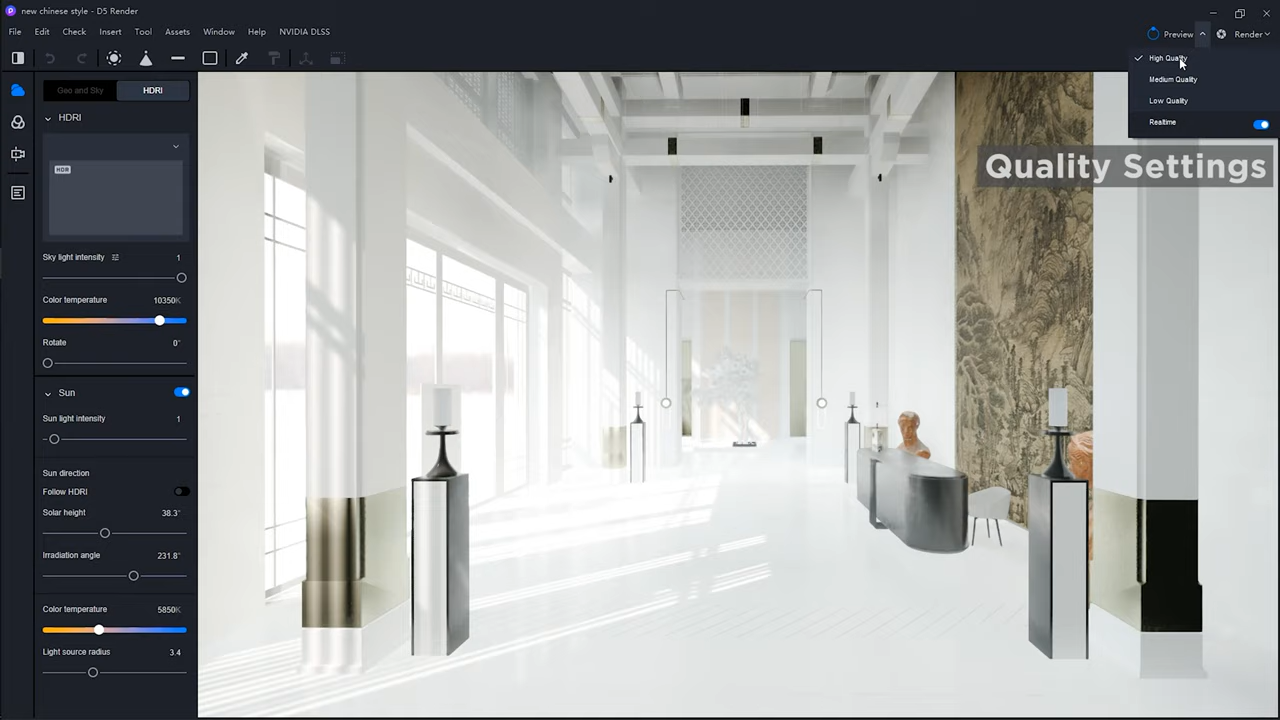 new chinese style - D5 Render
File Edit Check Insert Tool Assets Window Help NVIDIA DLSS
Preview Render
High Quality
Medium Quality
Low Quality
Realtime
Quality Settings
Geo and Sky HDRI
HDRI
HDR
Sky light intensity 1
Color temperature 10350K
Rotate 0°
Sun
Sun light intensity 1
Sun direction
Follow HDRI
Solar height 38.3°
Irradiation angle 231.8°
Color temperature 5850K
Light source radius 3.4